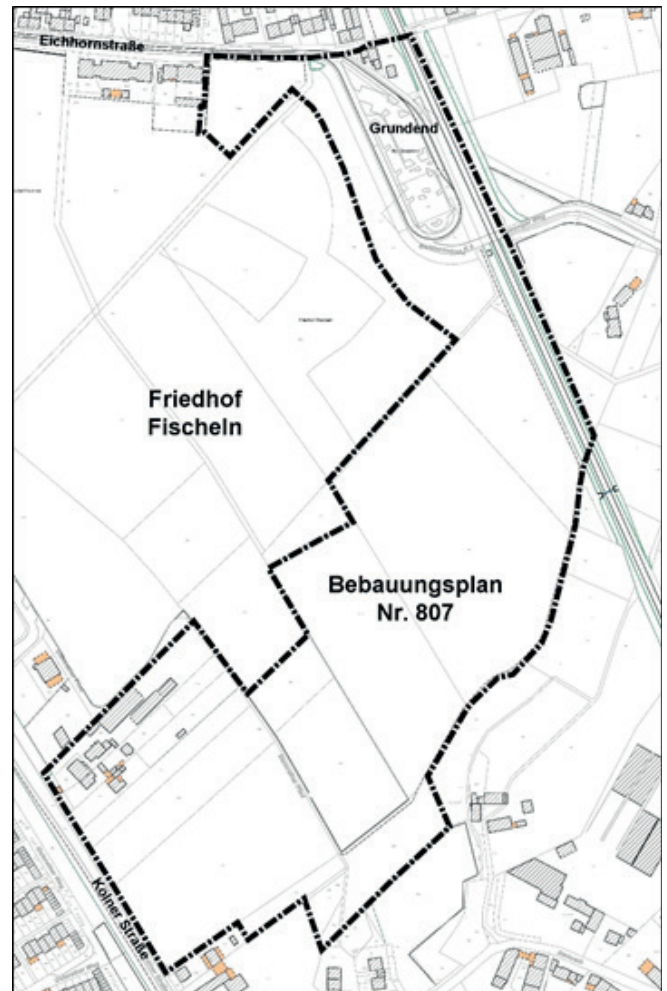 Eichhornstraße
Grundend
Friedhof
Fischeln
Bebauungsplan
Nr. 807
Kölner Straße